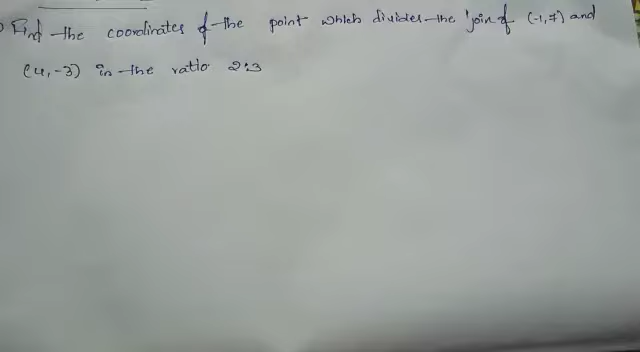 Find the coordinates of the point which divides the join of (-1,7) and
(4,-3) in the ratio 2:3